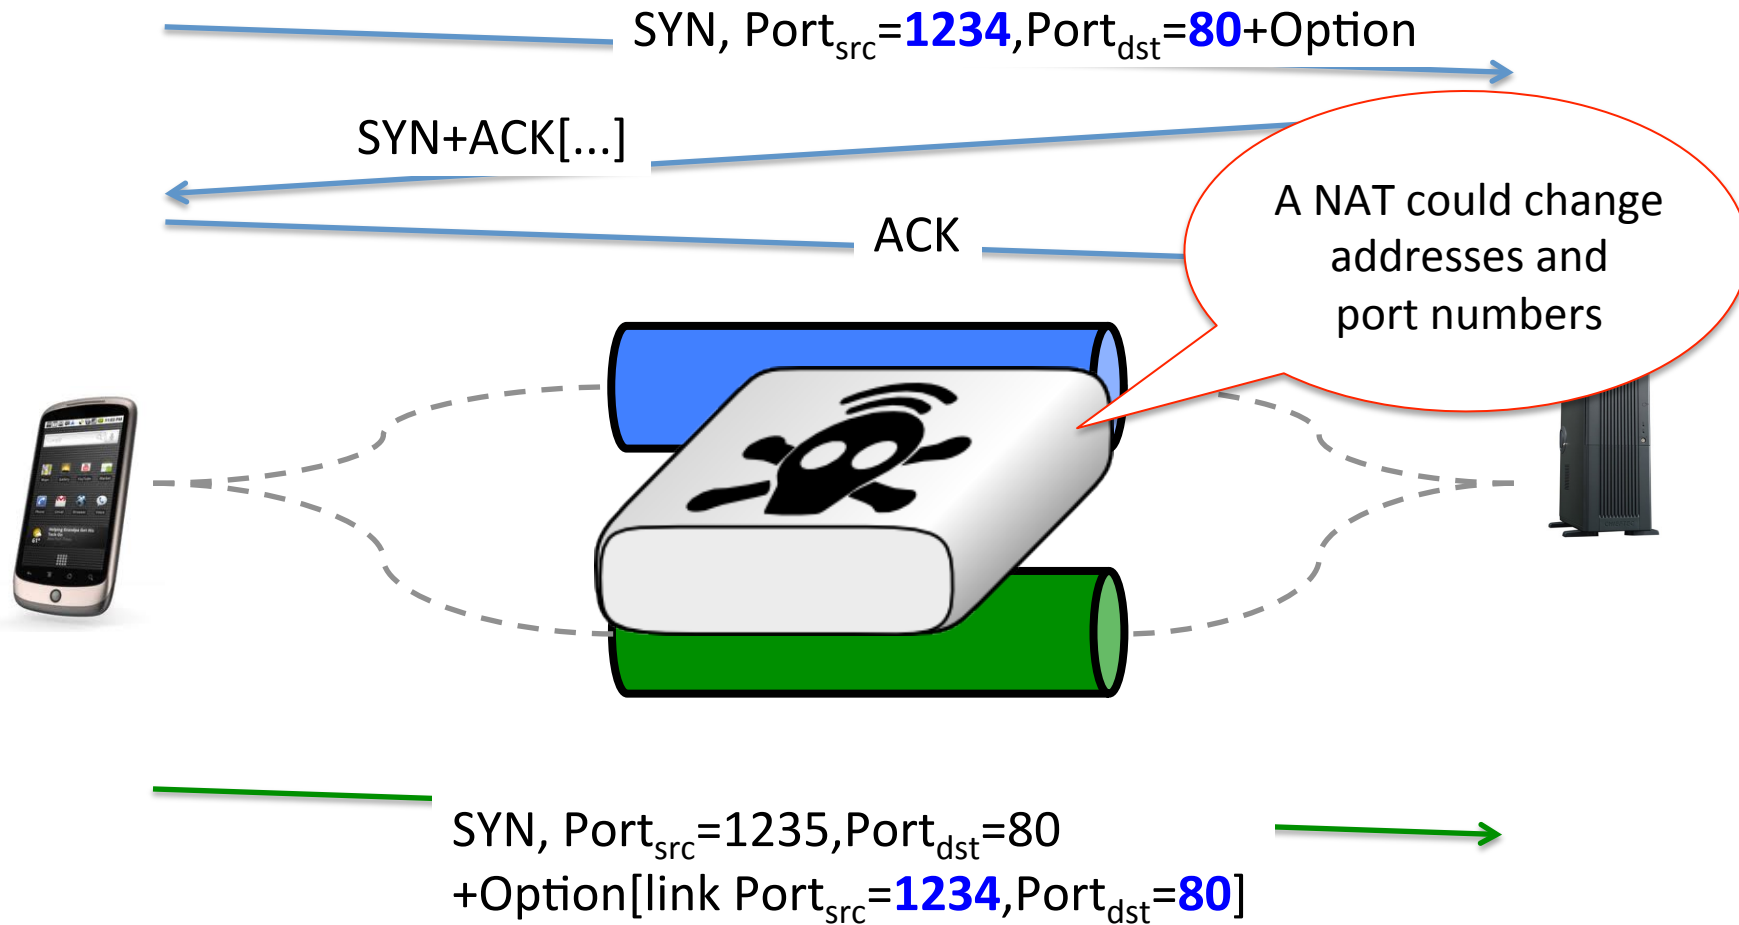 SYN, Portsrc=1234,Portdst=80+Option
SYN+ACK[...]
ACK
A NAT could change
addresses and
port numbers
SYN, Portsrc=1235,Portdst=80
+Option[link Portsrc=1234,Portdst=80]